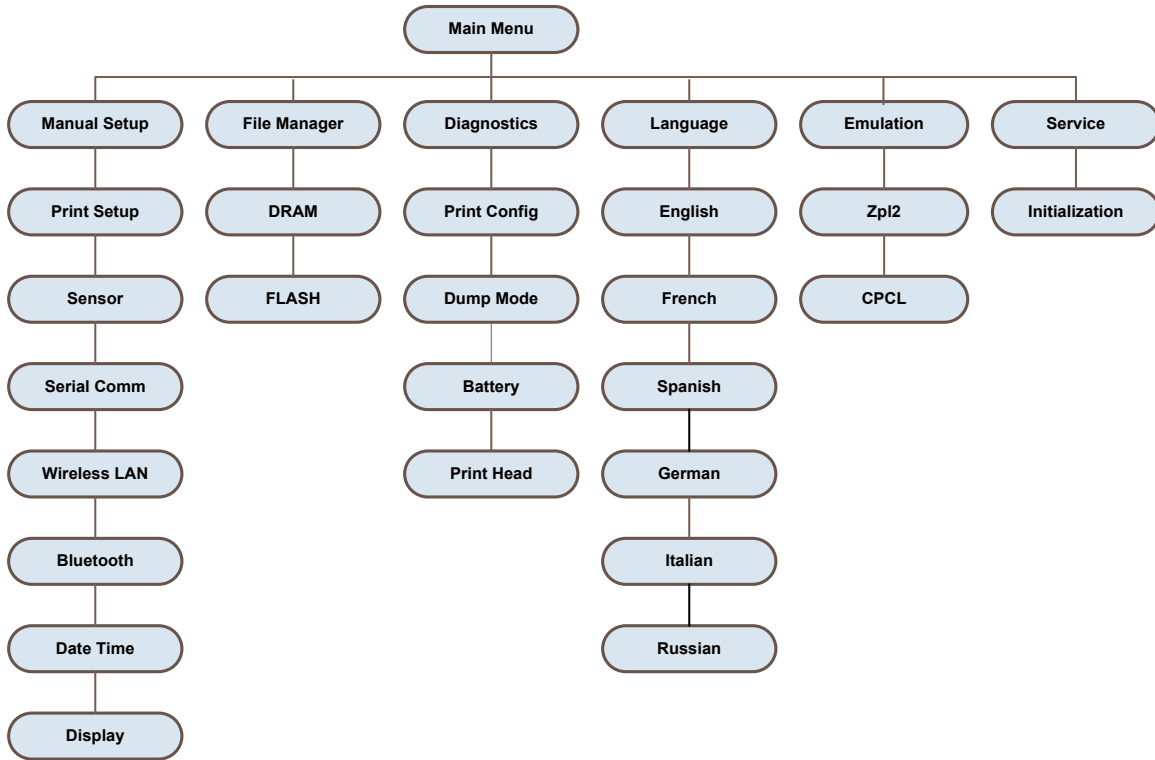 Main Menu
Manual Setup
File Manager
Diagnostics
Language
Emulation
Service
Print Setup
DRAM
Print Config
English
Zpl2
Initialization
Sensor
FLASH
Dump Mode
French
CPCL
Serial Comm
Battery
Spanish
Wireless LAN
Print Head
German
Bluetooth
Italian
Date Time
Russian
Display